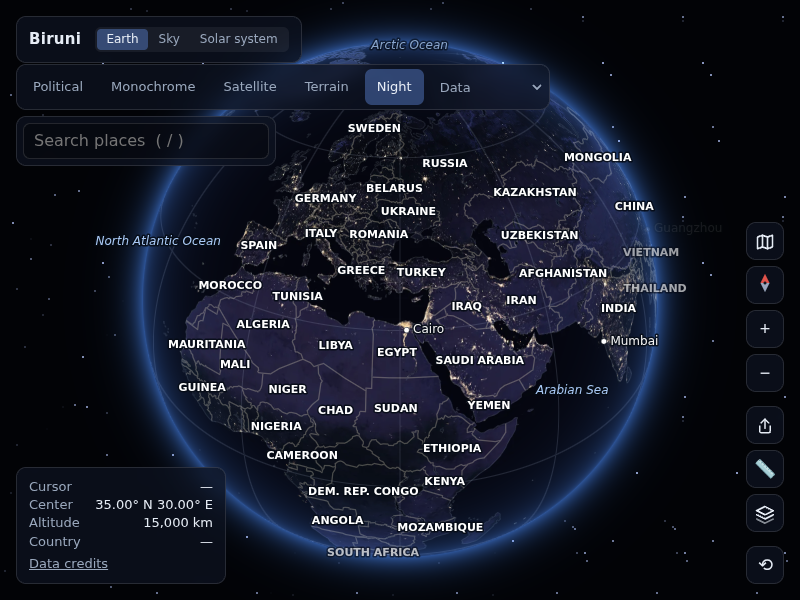 Biruni Earth Sky Solar system
Political Monochrome Satellite Terrain Night Data
Search places ( / )
Arctic Ocean
SWEDEN
RUSSIA
MONGOLIA
BELARUS
KAZAKHSTAN
GERMANY
UKRAINE
CHINA
Guangzhou
North Atlantic Ocean
SPAIN
ITALY
ROMANIA
UZBEKISTAN
VIETNAM
GREECE
TURKEY
AFGHANISTAN
MOROCCO
TUNISIA
THAILAND
IRAQ
IRAN
INDIA
ALGERIA
Cairo
MAURITANIA
LIBYA
EGYPT
Mumbai
MALI
SAUDI ARABIA
GUINEA
NIGER
Arabian Sea
CHAD
SUDAN
YEMEN
NIGERIA
CAMEROON
ETHIOPIA
DEM. REP. CONGO
KENYA
ANGOLA
MOZAMBIQUE
SOUTH AFRICA
Cursor —
Center 35.00° N 30.00° E
Altitude 15,000 km
Country —
Data credits